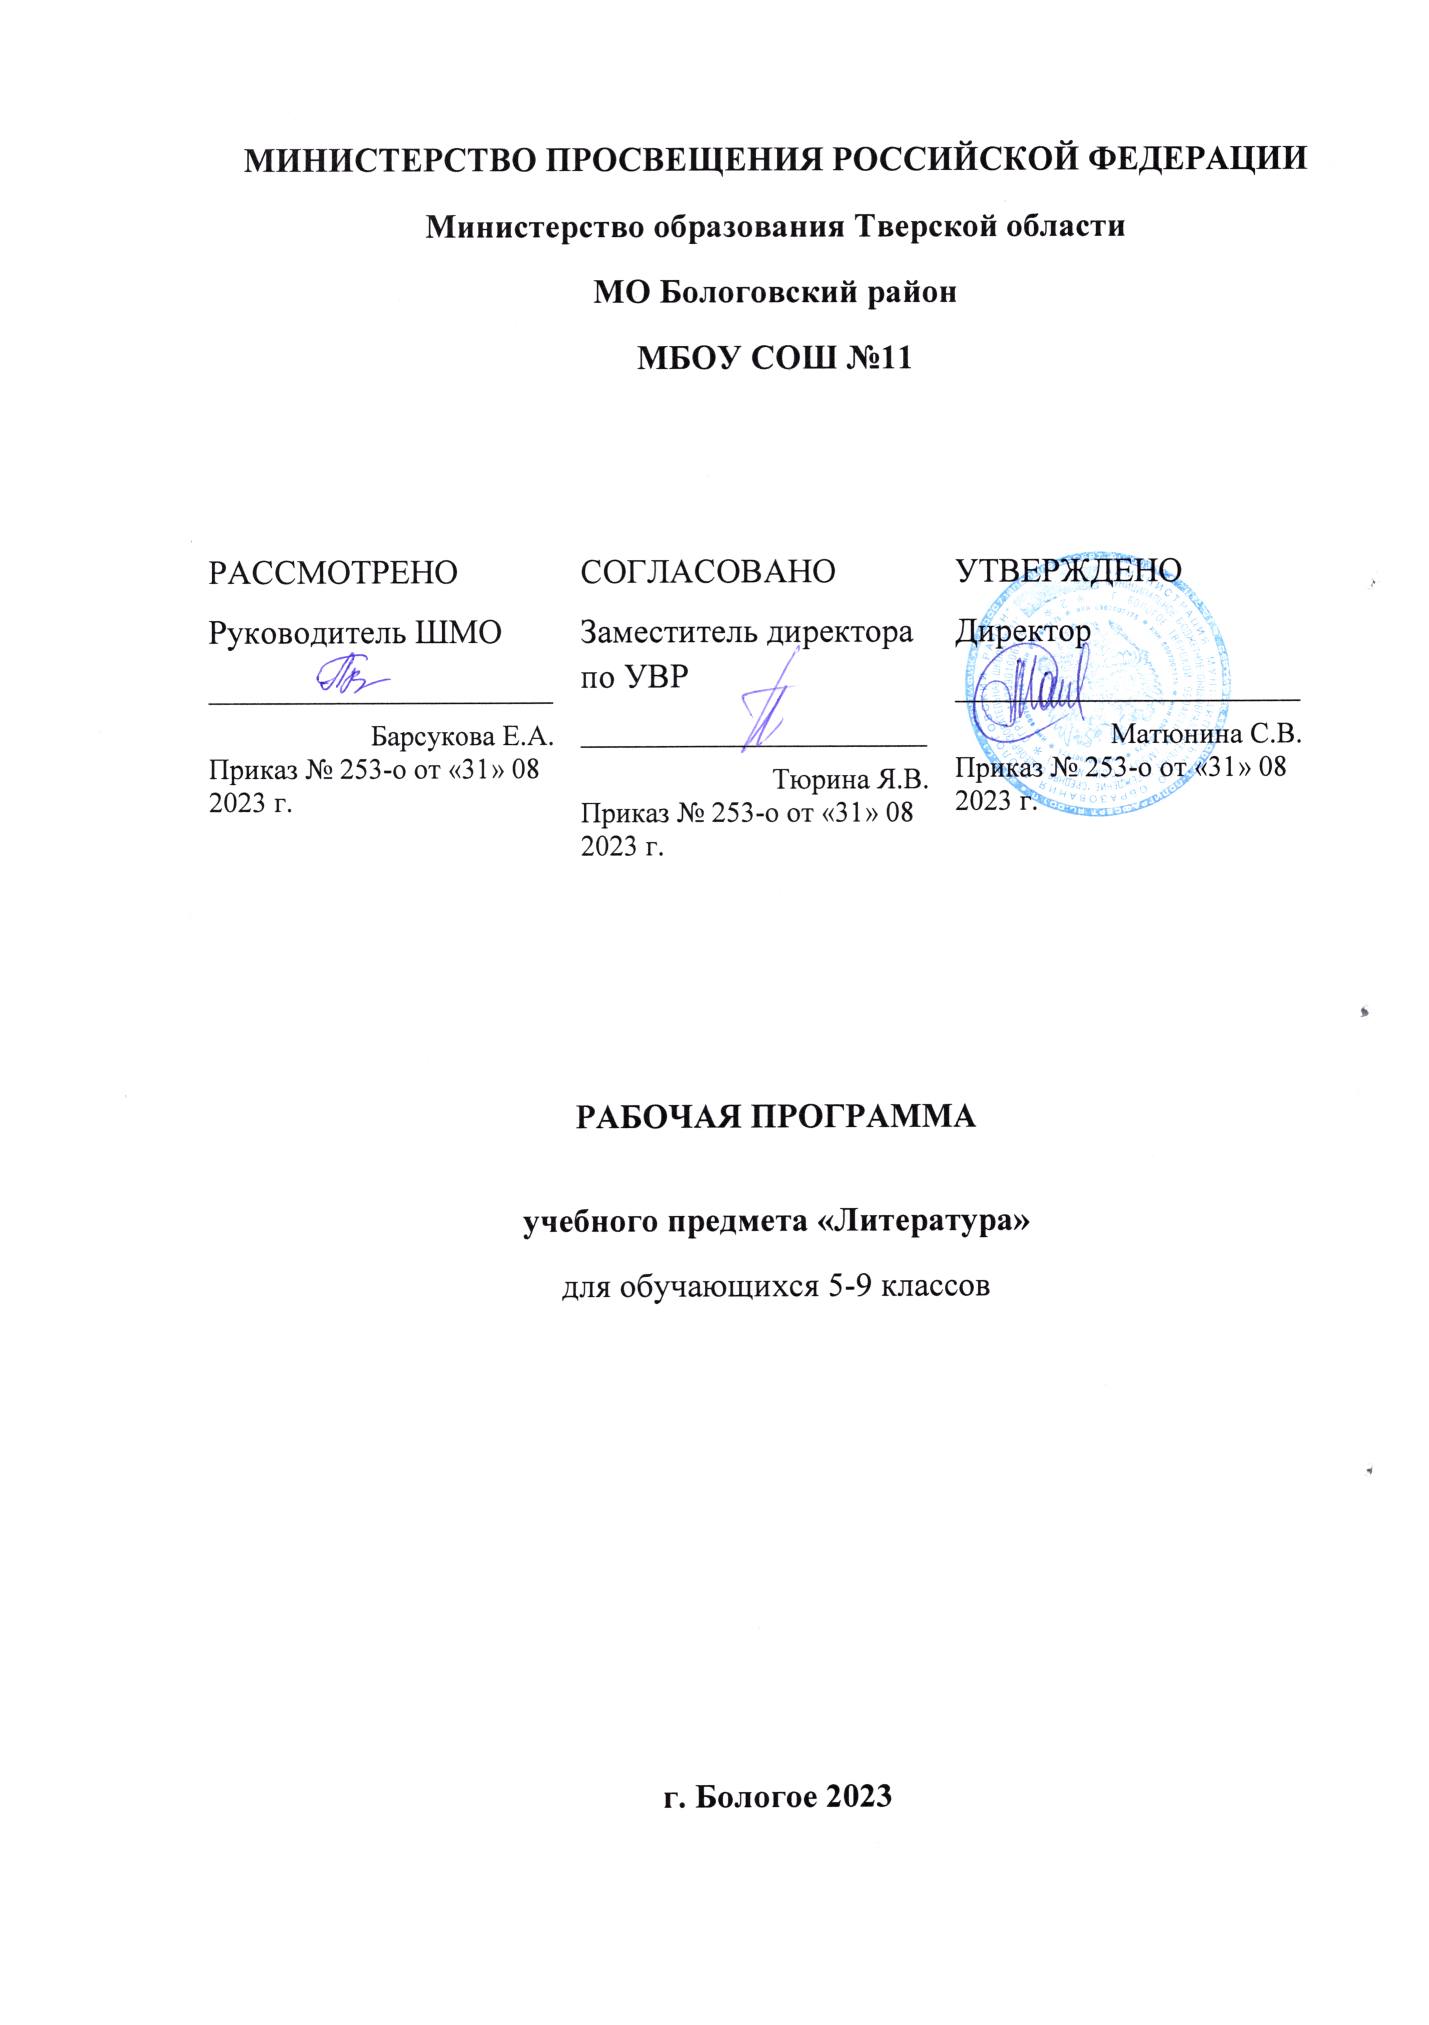 МИНИСТЕРСТВО ПРОСВЕЩЕНИЯ РОССИЙСКОЙ ФЕДЕРАЦИИ
Министерство образования Тверской области
МО Бологовский район
МБОУ СОШ №11
РАССМОТРЕНО
Руководитель ШМО
Барсукова Е.А.
Приказ № 253-о от «31» 08
2023 г.
СОГЛАСОВАНО
Заместитель директора
по УВР
Тюрина Я.В.
Приказ № 253-о от «31» 08
2023 г.
УТВЕРЖДЕНО
Директор
Матюнина С.В.
Приказ № 253-о от «31» 08
2023 г.
РАБОЧАЯ ПРОГРАММА
учебного предмета «Литература»
для обучающихся 5-9 классов
г. Бологое 2023